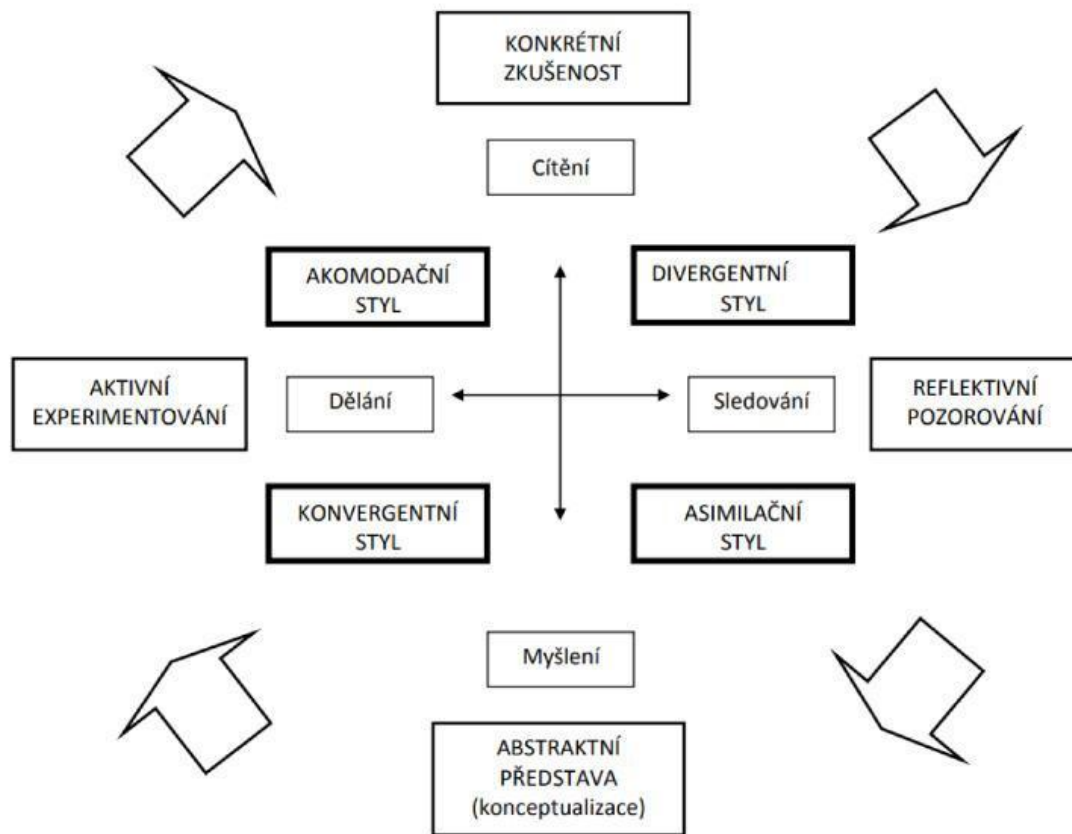 KONKRÉTNÍ
ZKUŠENOST
Cítění
AKOMODAČNÍ
STYL
DIVERGENTNÍ
STYL
AKTIVNÍ
EXPERIMENTOVÁNÍ
Dělání
Sledování
REFLEKTIVNÍ
POZOROVÁNÍ
KONVERGENTNÍ
STYL
ASIMILAČNÍ
STYL
Myšlení
ABSTRAKTNÍ
PŘEDSTAVA
(konceptualizace)